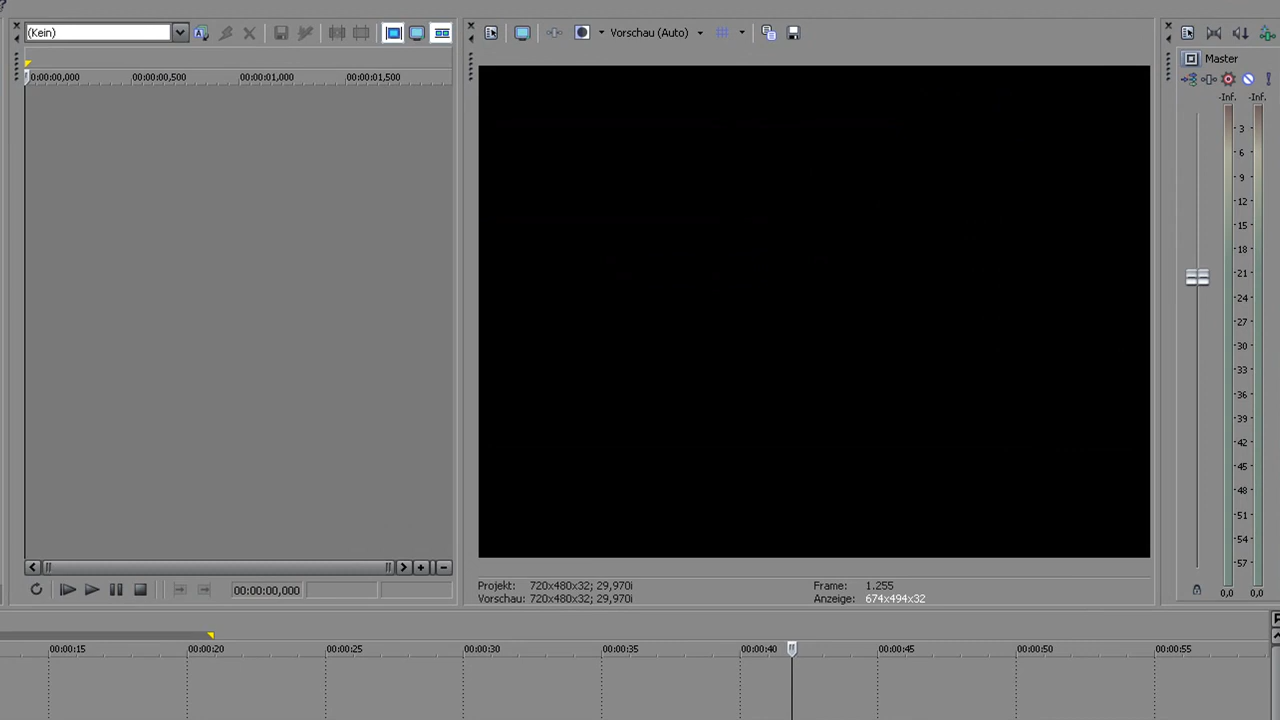 (Kein)
0:00:00,000 00:00:00,500 00:00:01,000 00:00:01,500
00:00:00,000
Vorschau (Auto)
Projekt: 720x480x32; 29,970i
Vorschau: 720x480x32; 29,970i
Frame: 1.255
Anzeige: 674x494x32
Master
-Inf. -Inf.
3
6
9
12
15
18
21
24
27
30
33
36
39
42
45
48
51
54
57
0,0 0,0
00:00:15 00:00:20 00:00:25 00:00:30 00:00:35 00:00:40 00:00:45 00:00:50 00:00:55